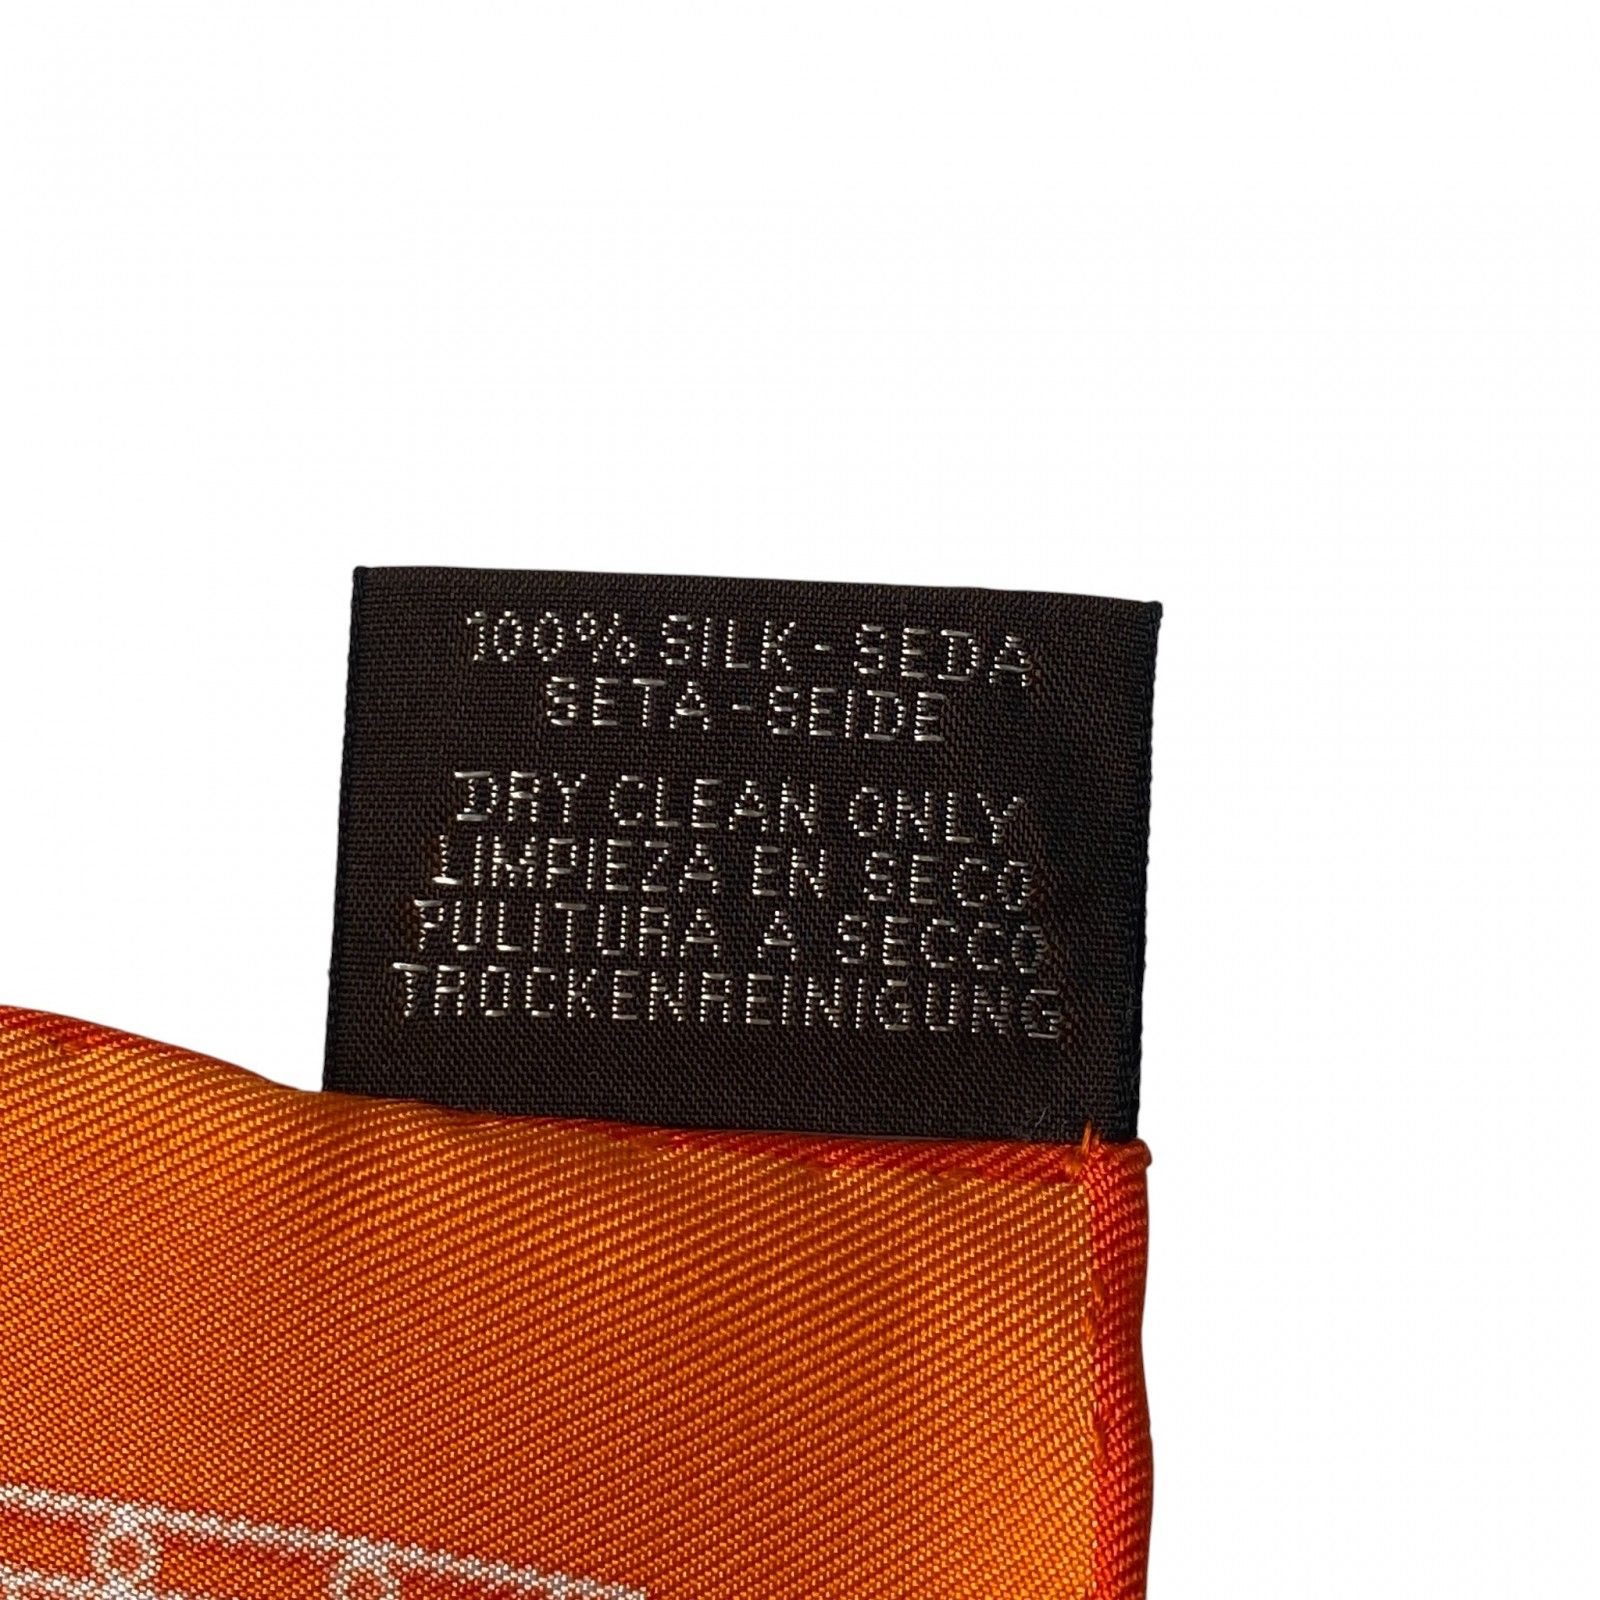 100% SILK - SEDA
SETA - SEIDE
DRY CLEAN ONLY
LIMPIEZA EN SECO
PULITURA A SECCO
TROCKENREINIGUNG